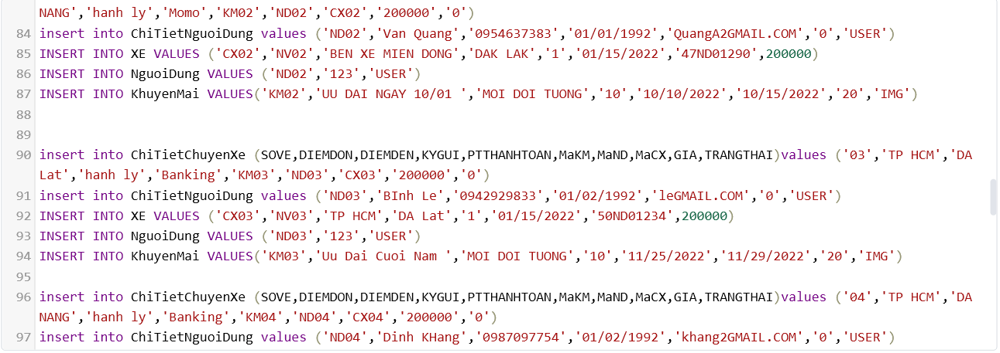 NANG','hanh ly','Momo','KM02','ND02','CX02','200000','0')
84 insert into ChiTietNguoiDung values ('ND02','Van Quang','0954637383','01/01/1992','QuangA2GMAIL.COM','0','USER')
85 INSERT INTO XE VALUES ('CX02','NV02','BEN XE MIEN DONG','DAK LAK','1','01/15/2022','47ND01290',200000)
86 INSERT INTO NguoiDung VALUES ('ND02','123','USER')
87 INSERT INTO KhuyenMai VALUES('KM02','UU DAI NGAY 10/01 ','MOI DOI TUONG','10','10/10/2022','10/15/2022','20','IMG')
88
89
90 insert into ChiTietChuyenXe (SOVE,DIEMDON,DIEMDEN,KYGUI,PTTHANHTOAN,MaKM,MaND,MaCX,GIA,TRANGTHAI)values ('03','TP HCM','DA
Lat','hanh ly','Banking','KM03','ND03','CX03','200000','0')
91 insert into ChiTietNguoiDung values ('ND03','BInh Le','0942929833','01/02/1992','leGMAIL.COM','0','USER')
92 INSERT INTO XE VALUES ('CX03','NV03','TP HCM','DA Lat','1','01/15/2022','50ND01234',200000)
93 INSERT INTO NguoiDung VALUES ('ND03','123','USER')
94 INSERT INTO KhuyenMai VALUES('KM03','Uu Dai Cuoi Nam ','MOI DOI TUONG','10','11/25/2022','11/29/2022','20','IMG')
95
96 insert into ChiTietChuyenXe (SOVE,DIEMDON,DIEMDEN,KYGUI,PTTHANHTOAN,MaKM,MaND,MaCX,GIA,TRANGTHAI)values ('04','TP HCM','DA
NANG','hanh ly','Banking','KM04','ND04','CX04','200000','0')
97 insert into ChiTietNguoiDung values ('ND04','Dinh KHang','0987097754','01/02/1992','khang2GMAIL.COM','0','USER')